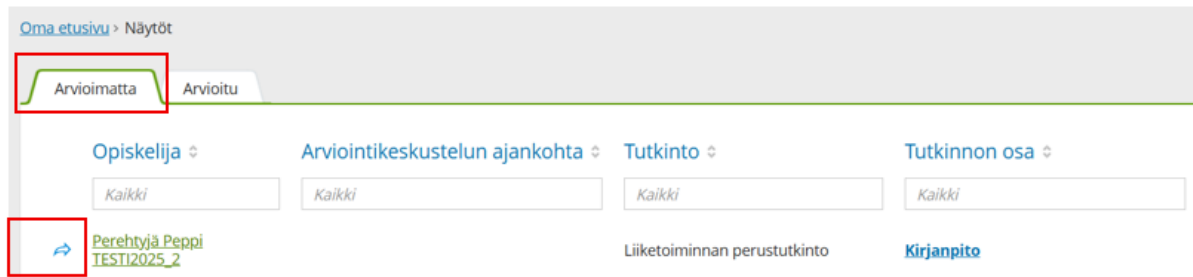 Oma etusivu > Näytöt
Arvioimatta Arvioitu
Opiskelija Arviointikeskustelun ajankohta Tutkinto Tutkinnon osa
Kaikki Kaikki Kaikki Kaikki
Perehtyjä Peppi
TESTI2025_2 Liiketoiminnan perustutkinto Kirjanpito